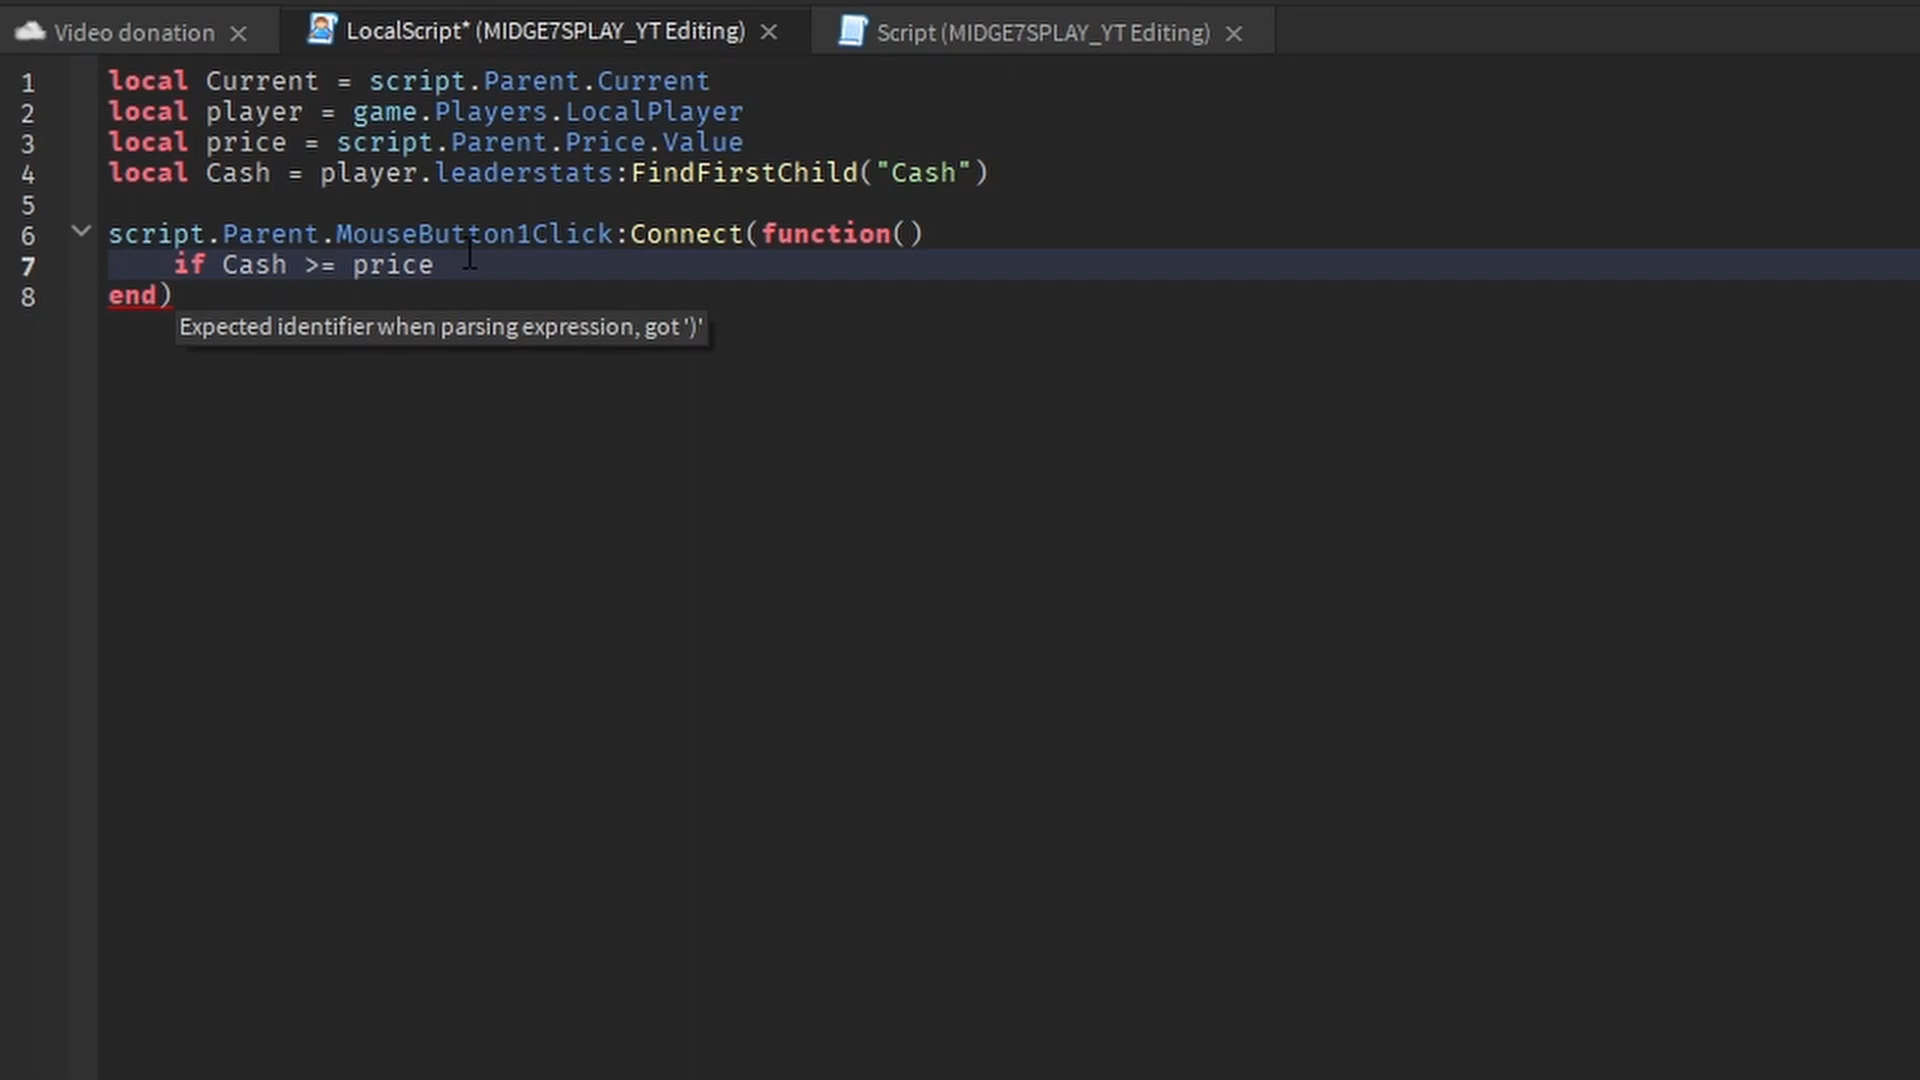 Video donation
LocalScript* (MIDGE7SPLAY_YT Editing)
Script (MIDGE7SPLAY_YT Editing)
1 local Current = script.Parent.Current
2 local player = game.Players.LocalPlayer
3 local price = script.Parent.Price.Value
4 local Cash = player.leaderstats:FindFirstChild("Cash")
5
6 script.Parent.MouseButton1Click:Connect(function()
7 if Cash >= price
8 end)
Expected identifier when parsing expression, got ')'